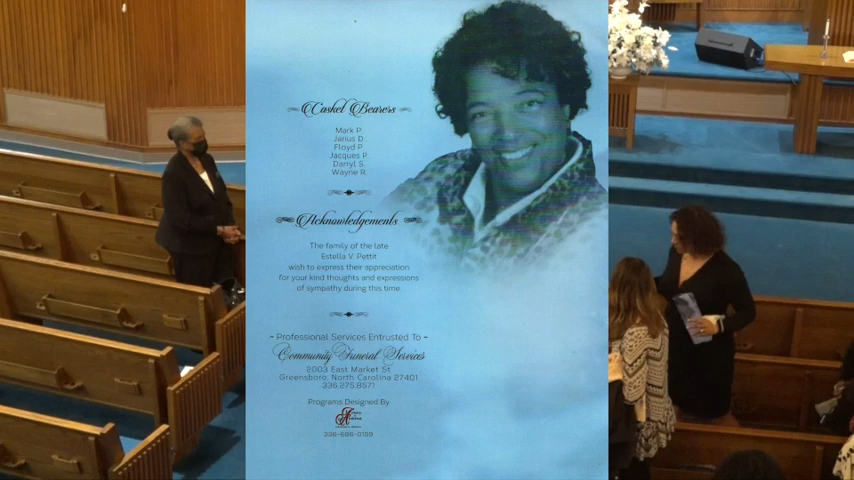 Casket Bearers
Mark P.
Jarius D.
Floyd P.
Jacques P.
Darryl S.
Wayne R.
Acknowledgements
The family of the late
Estella V. Pettit
wish to express their appreciation
for your kind thoughts and expressions
of sympathy during this time.
- Professional Services Entrusted To -
Community Funeral Services
2003 East Market St
Greensboro, North Carolina 27401
336.275.8571
Programs Designed By
336-686-0159